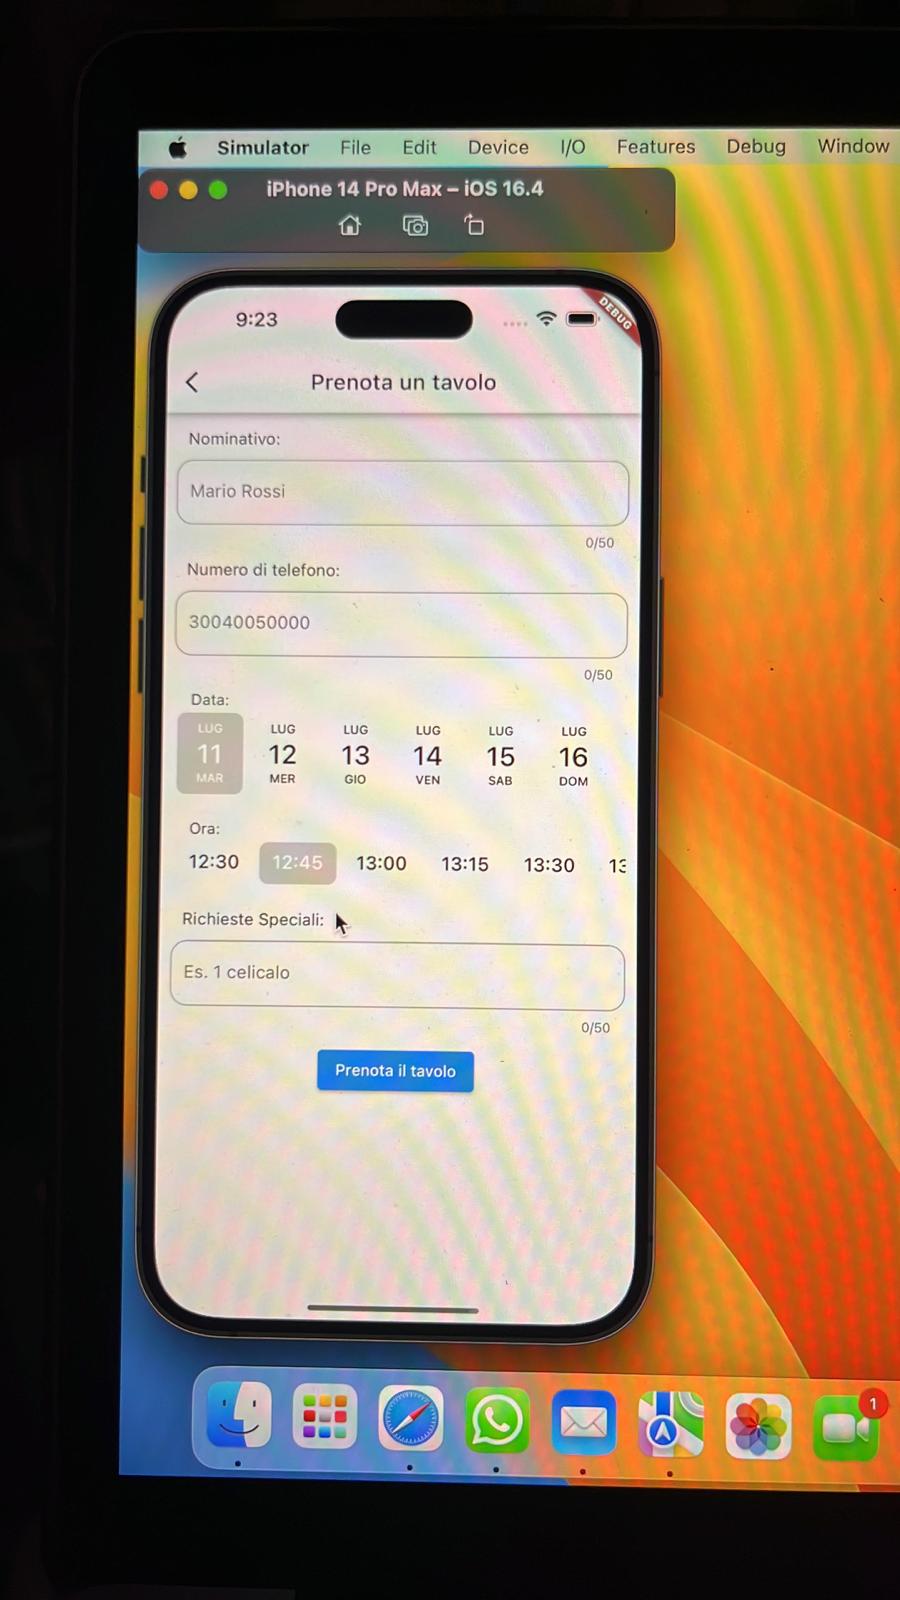 Simulator File Edit Device I/O Features Debug Window
iPhone 14 Pro Max – iOS 16.4
9:23
DEBUG
Prenota un tavolo
Nominativo:
Mario Rossi
0/50
Numero di telefono:
30040050000
0/50
Data:
LUG LUG LUG LUG LUG LUG
11 12 13 14 15 16
MAR MER GIO VEN SAB DOM
Ora:
12:30 12:45 13:00 13:15 13:30 13
Richieste Speciali:
Es. 1 celicalo
0/50
Prenota il tavolo
1